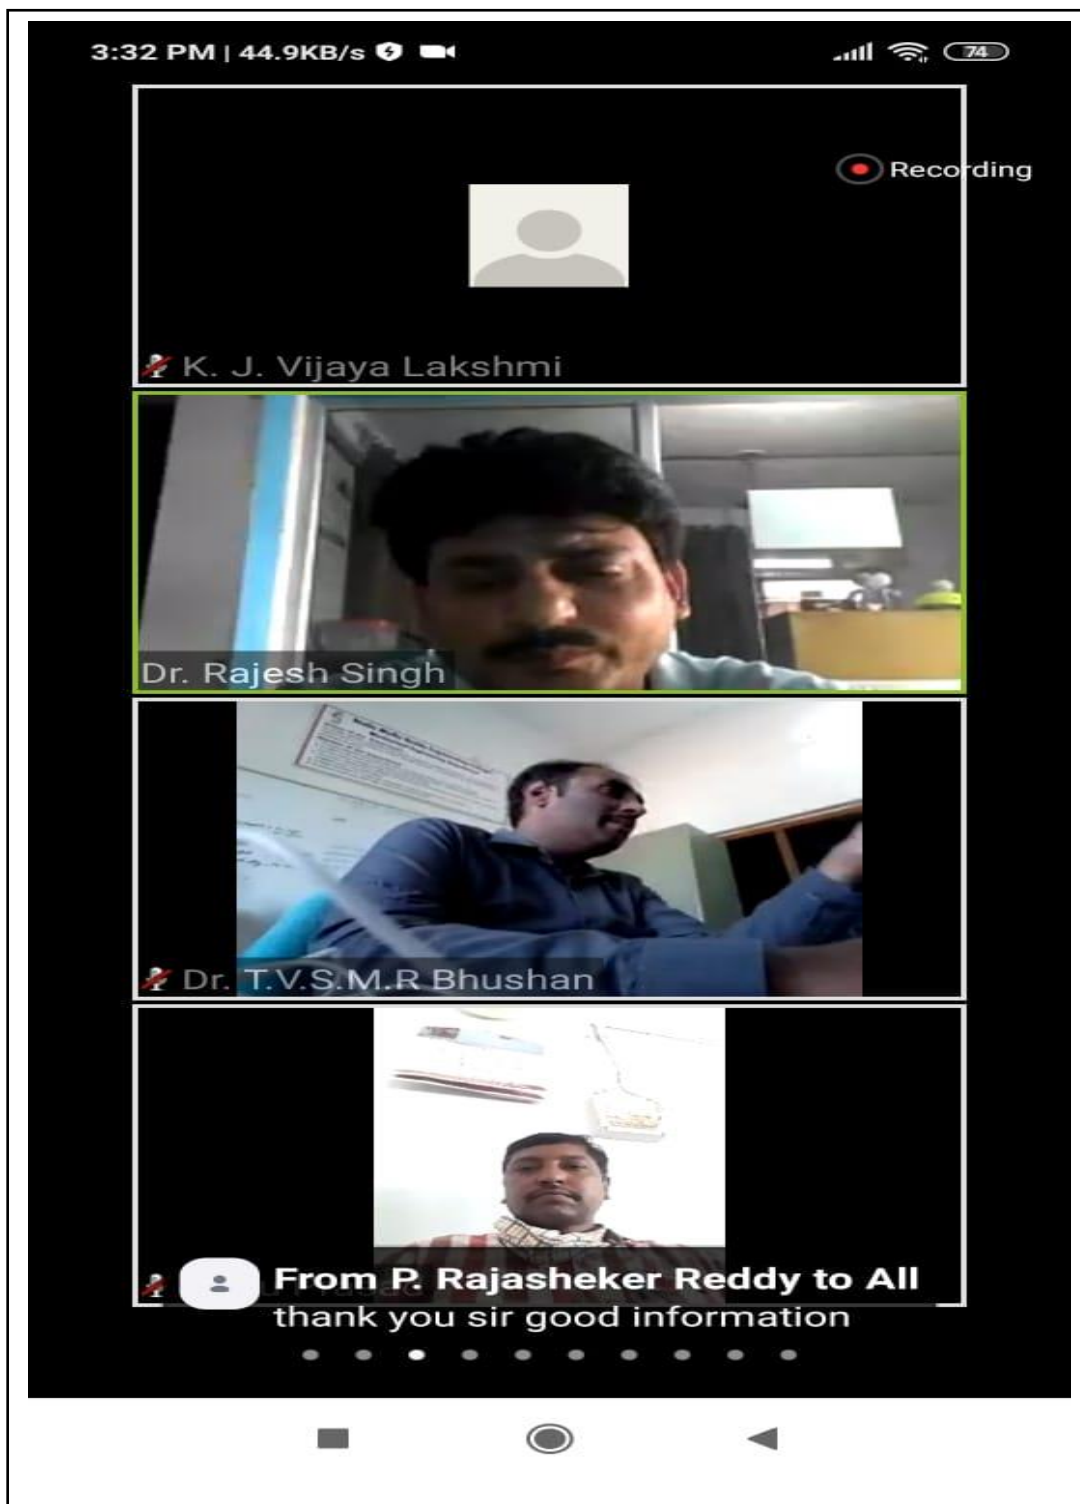 3:32 PM | 44.9KB/s 74
Recording
K. J. Vijaya Lakshmi
Dr. Rajesh Singh
Dr. T.V.S.M.R Bhushan
From P. Rajasheker Reddy to All
thank you sir good information